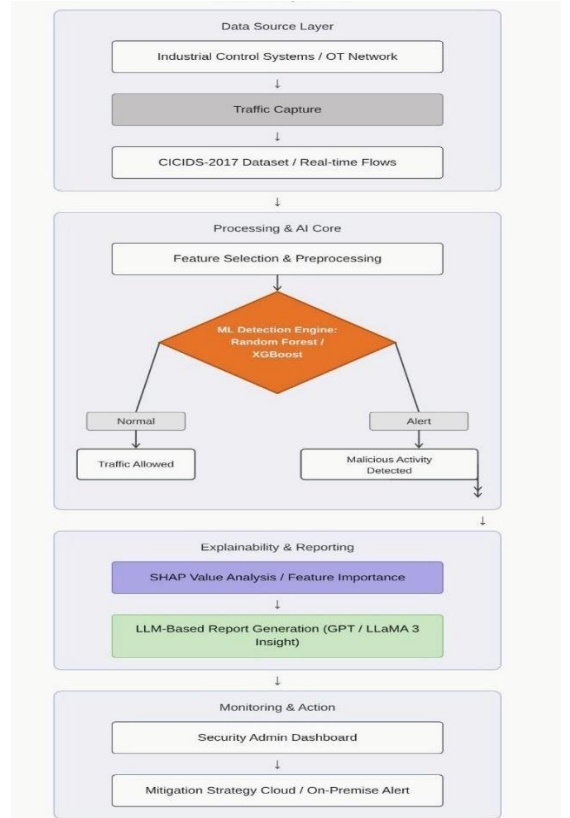 Data Source Layer
Industrial Control Systems / OT Network
Traffic Capture
CICIDS-2017 Dataset / Real-time Flows
Processing & AI Core
Feature Selection & Preprocessing
ML Detection Engine:
Random Forest /
XGBoost
Normal
Alert
Traffic Allowed
Malicious Activity
Detected
Explainability & Reporting
SHAP Value Analysis / Feature Importance
LLM-Based Report Generation (GPT / LLaMA 3
Insight)
Monitoring & Action
Security Admin Dashboard
Mitigation Strategy Cloud / On-Premise Alert